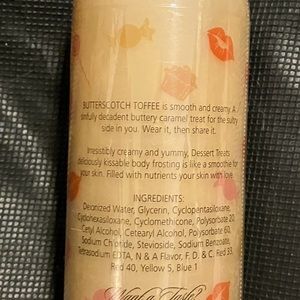 BUTTERSCOTCH TOFFEE is smooth and creamy. A
sinfully decadent buttery caramel treat for the sultry
side in you. Wear it, then share it.
Irresistibly creamy and yummy, Dessert Treats
deliciously kissable body frosting is like a smoothie for
your skin. Filled with nutrients your skin with love.
INGREDIENTS:
Deionized Water, Glycerin, Cyclopentasiloxane,
Cyclohexasiloxane, Cyclomethicone, Polysorbate 20,
Cetyl Alcohol, Cetearyl Alcohol, Polysorbate 60,
Sodium Chloride, Stevioside, Sodium Benzoate,
Tetrasodium EDTA, N & A Flavor, F. D. & C. Red 33,
Red 40, Yellow 5, Blue 1
Want a Taste?